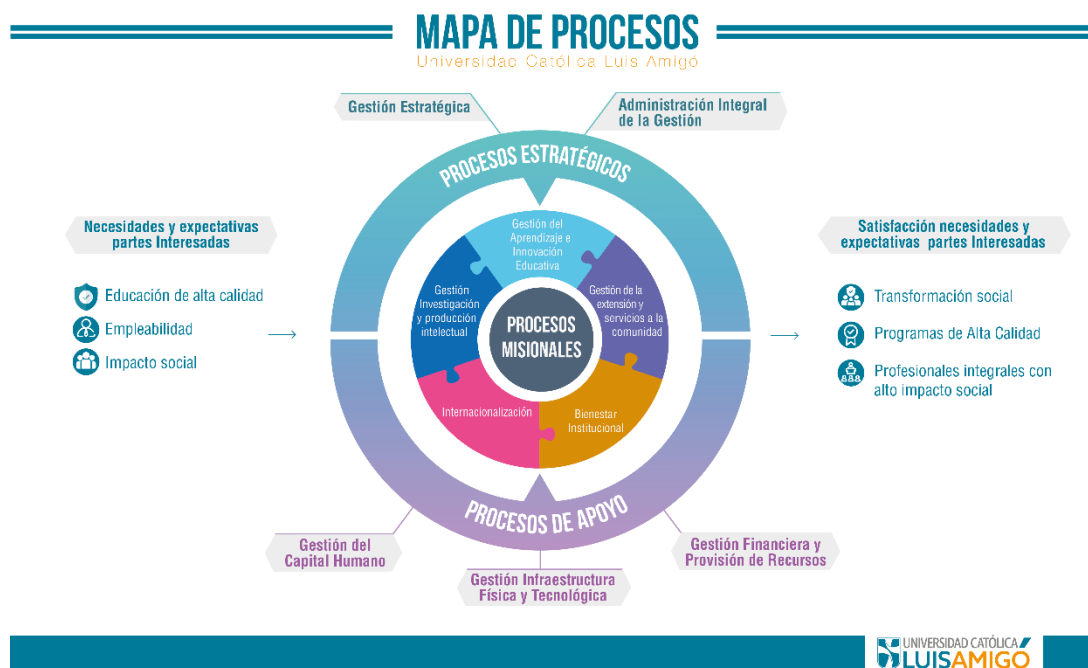 MAPA DE PROCESOS
Universidad Católica Luis Amigó
Gestión Estratégica
Administración Integral
de la Gestión
PROCESOS ESTRATÉGICOS
Necesidades y expectativas
partes Interesadas
Educación de alta calidad
Empleabilidad
Impacto social
Gestión del
Aprendizaje e
Innovación
Educativa
Gestión
Investigación
y producción
intelectual
Gestión de la
extensión y
servicios a la
comunidad
PROCESOS
MISIONALES
Internacionalización
Bienestar
Institucional
Satisfacción necesidades y
expectativas partes Interesadas
Transformación social
Programas de Alta Calidad
Profesionales integrales con
alto impacto social
PROCESOS DE APOYO
Gestión del
Capital Humano
Gestión Infraestructura
Física y Tecnológica
Gestión Financiera y
Provisión de Recursos
UNIVERSIDAD CATÓLICA
LUIS AMIGÓ